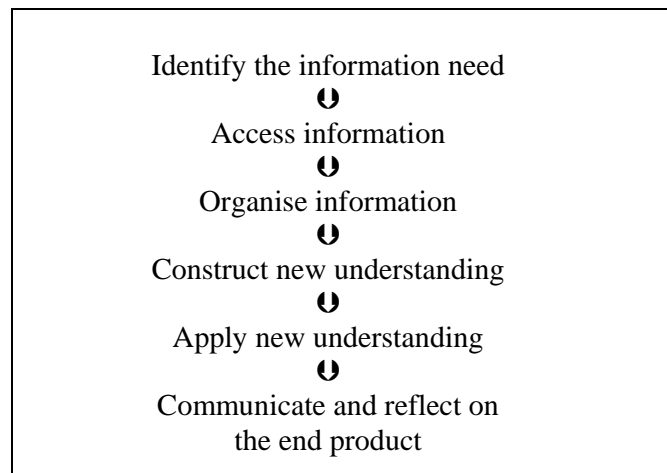 Identify the information need
Access information
Organise information
Construct new understanding
Apply new understanding
Communicate and reflect on
the end product